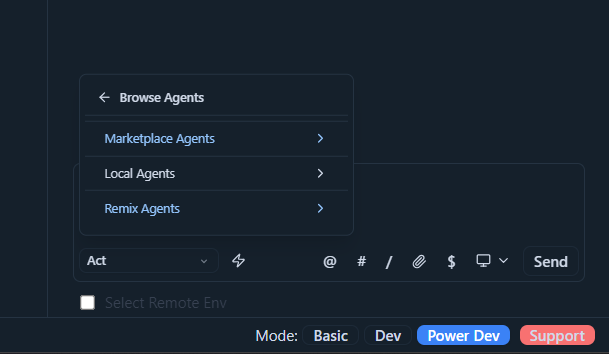 Browse Agents
Marketplace Agents
Local Agents
Remix Agents
Act @ # / $ Send
Select Remote Env
Mode: Basic Dev Power Dev Support